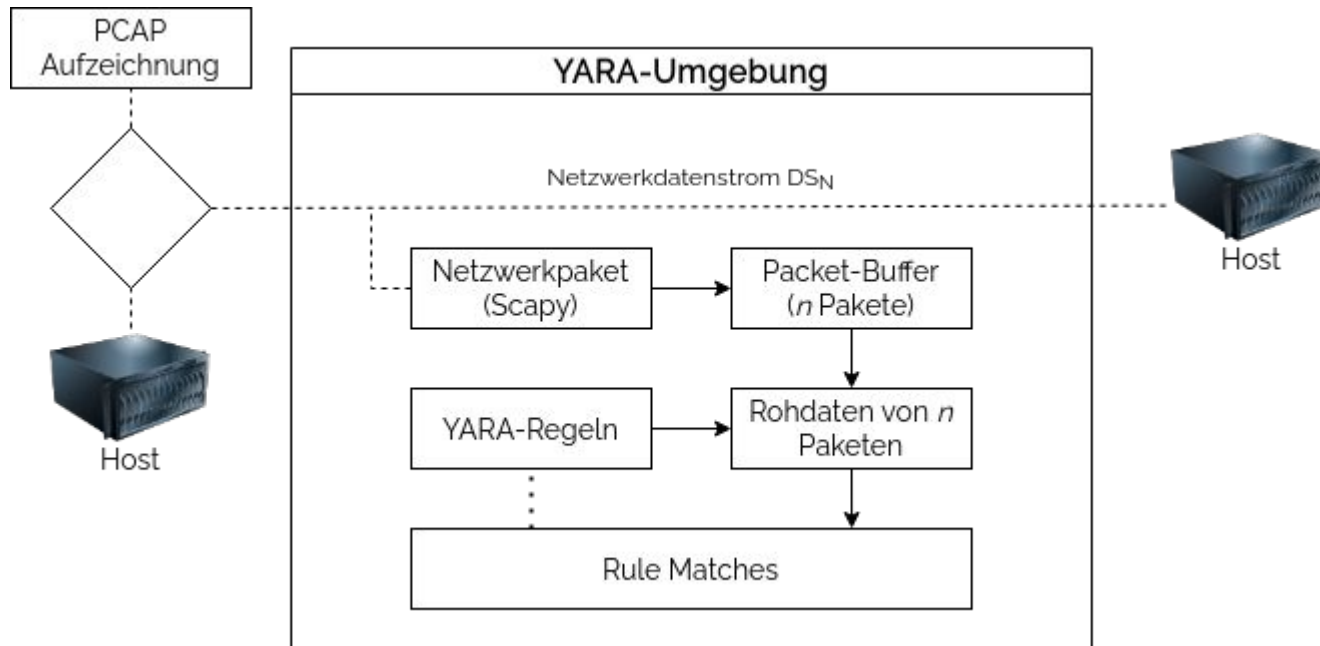 PCAP
Aufzeichnung
YARA-Umgebung
Netzwerkdatenstrom DS_N
Host
Netzwerkpaket
(Scapy)
Packet-Buffer
(n Pakete)
Host
YARA-Regeln
Rohdaten von n
Paketen
Rule Matches